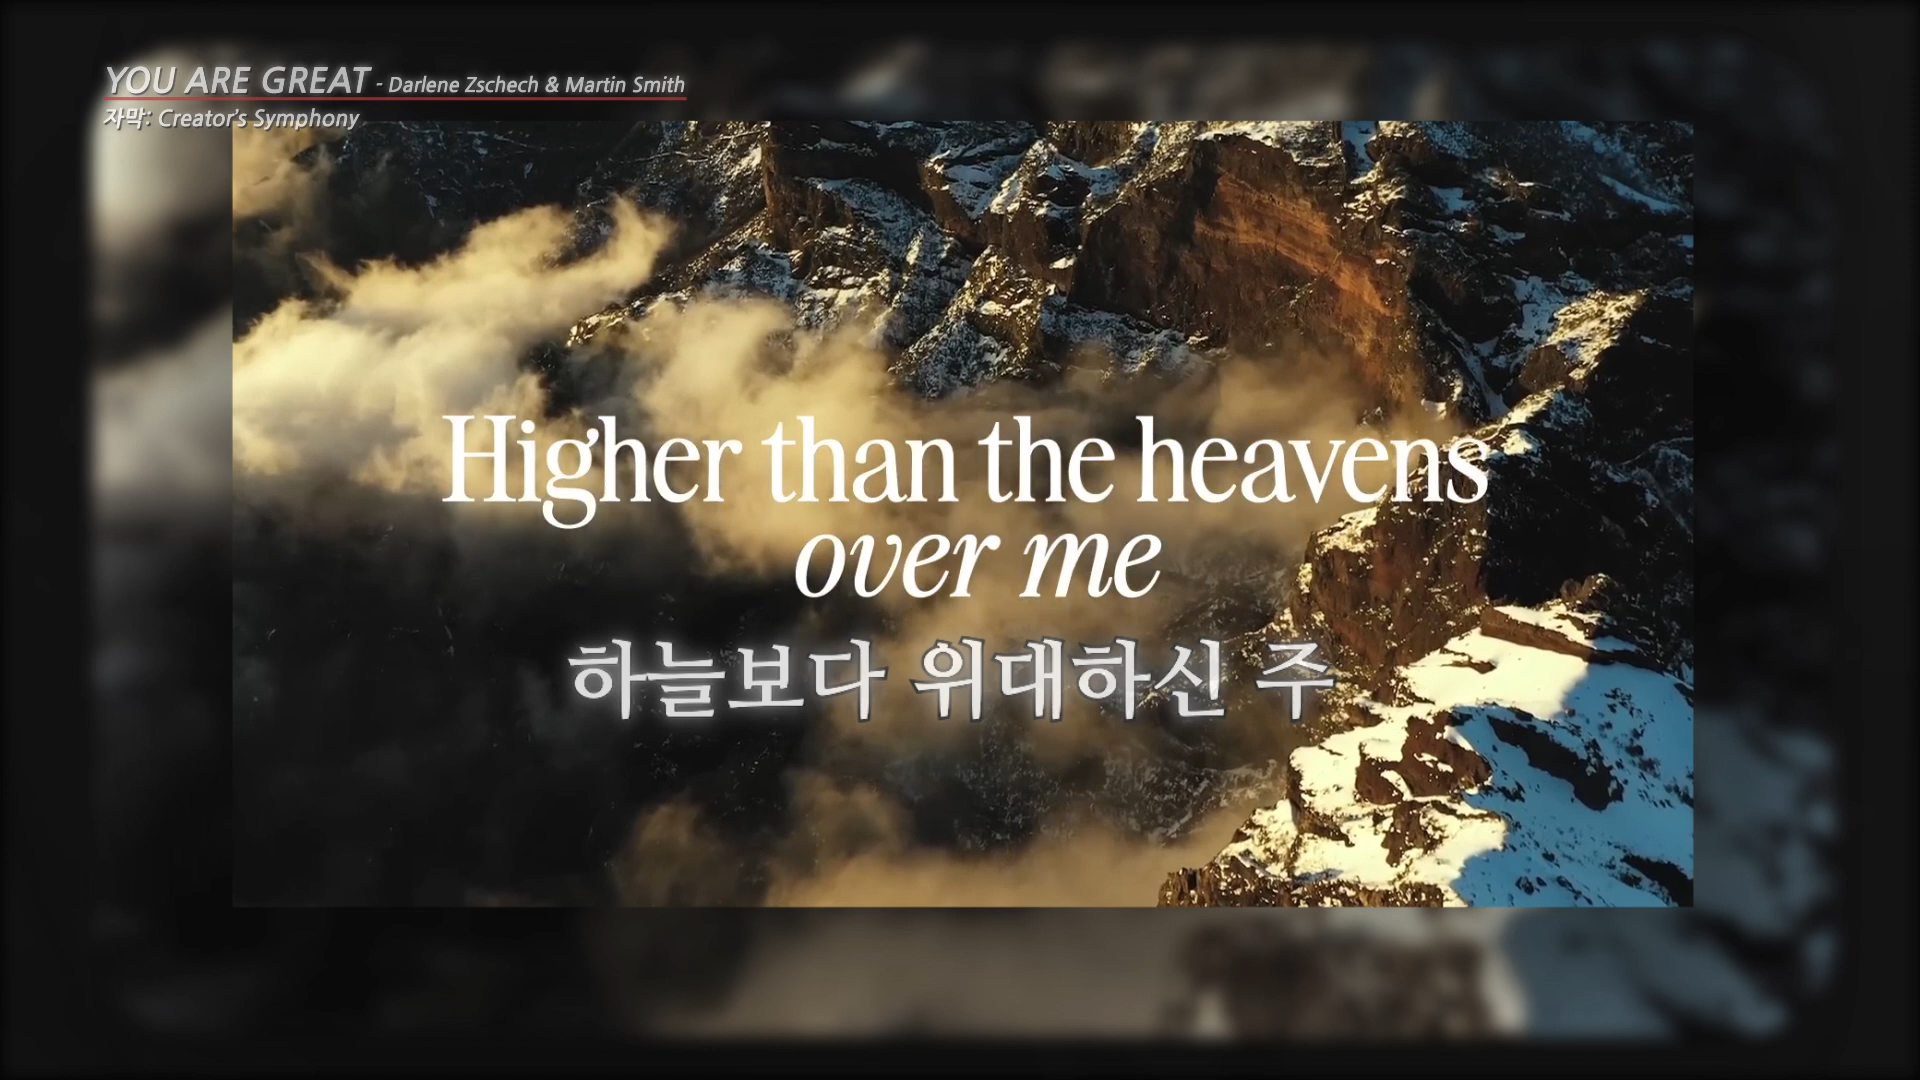 YOU ARE GREAT - Darlene Zschech & Martin Smith
자막: Creator's Symphony
Higher than the heavens
over me
하늘보다 위대하신 주